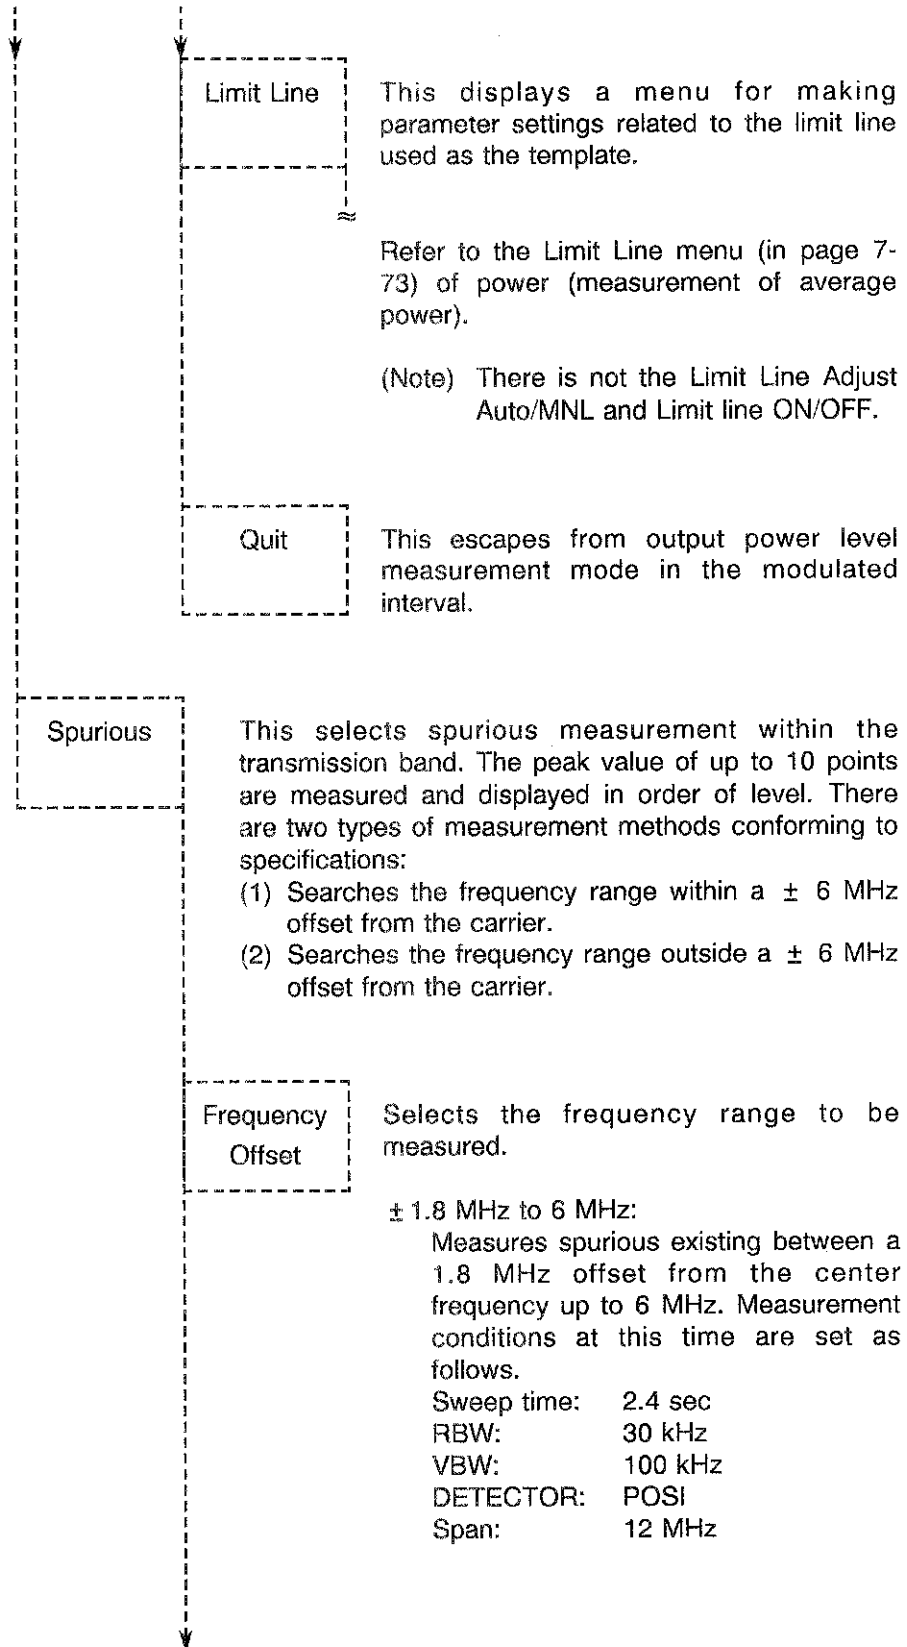 Limit Line
This displays a menu for making
parameter settings related to the limit line
used as the template.
Refer to the Limit Line menu (in page 7-
73) of power (measurement of average
power).
(Note) There is not the Limit Line Adjust
Auto/MNL and Limit line ON/OFF.
Quit
This escapes from output power level
measurement mode in the modulated
interval.
Spurious
This selects spurious measurement within the
transmission band. The peak value of up to 10 points
are measured and displayed in order of level. There
are two types of measurement methods conforming to
specifications:
(1) Searches the frequency range within a ± 6 MHz
offset from the carrier.
(2) Searches the frequency range outside a ± 6 MHz
offset from the carrier.
Frequency
Offset
Selects the frequency range to be
measured.
± 1.8 MHz to 6 MHz:
Measures spurious existing between a
1.8 MHz offset from the center
frequency up to 6 MHz. Measurement
conditions at this time are set as
follows.
Sweep time: 2.4 sec
RBW: 30 kHz
VBW: 100 kHz
DETECTOR: POSI
Span: 12 MHz